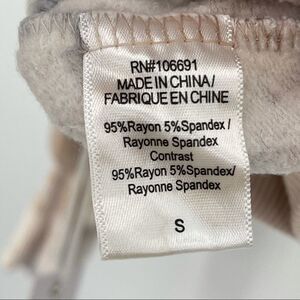 RN#106691
MADE IN CHINA/
FABRIQUE EN CHINE
95%Rayon 5%Spandex /
Rayonne Spandex
Contrast
95%Rayon 5%Spandex/
Rayonne Spandex
S